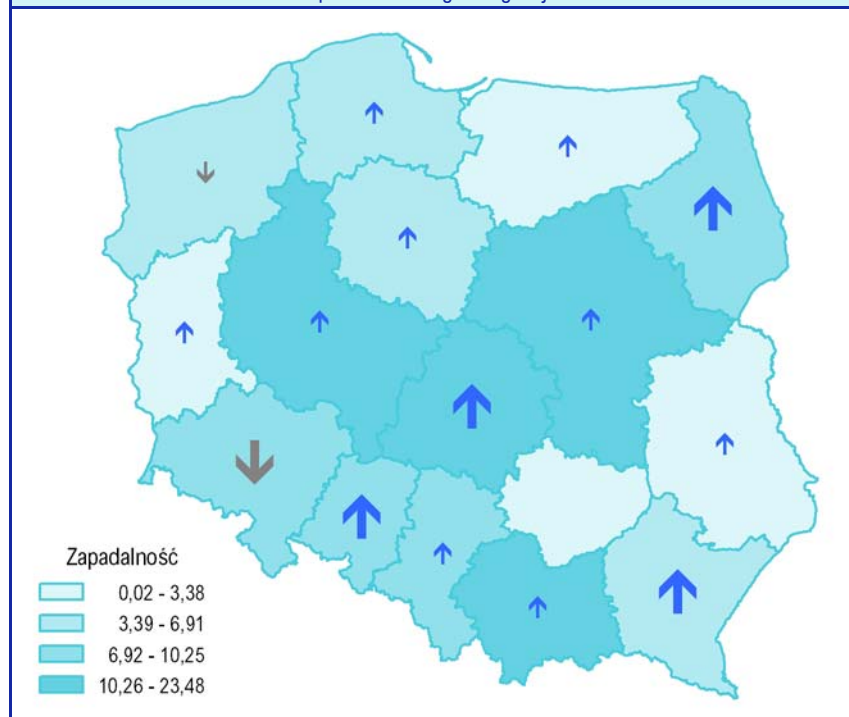 Zapadalność
0,02 - 3,38
3,39 - 6,91
6,92 - 10,25
10,26 - 23,48